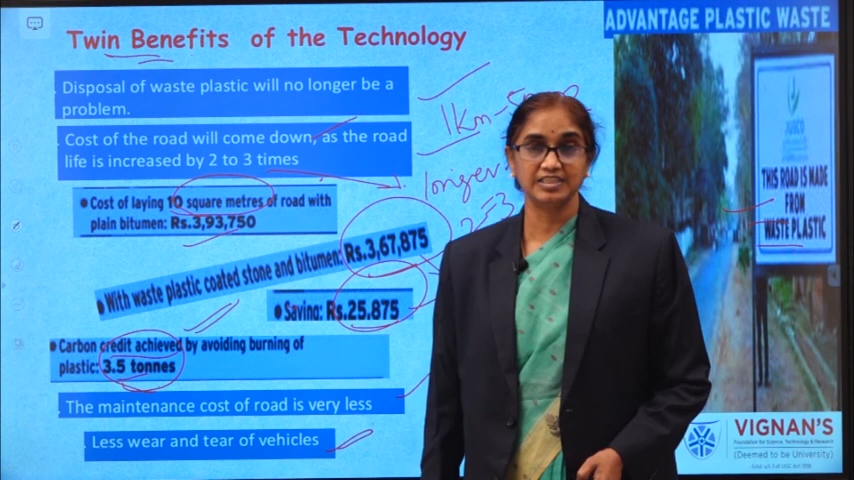 Twin Benefits of the Technology
Disposal of waste plastic will no longer be a
problem.
Cost of the road will come down, as the road
life is increased by 2 to 3 times
• Cost of laying 10 square metres of road with
plain bitumen: Rs.3,93,750
• With waste plastic coated stone and bitumen: Rs.3,67,875
• Saving: Rs.25.875
• Carbon credit achieved by avoiding burning of
plastic: 3.5 tonnes
The maintenance cost of road is very less
Less wear and tear of vehicles
1km
longer
2-3
ADVANTAGE PLASTIC WASTE
JUSCO
THIS ROAD IS MADE
FROM
WASTE PLASTIC
VIGNAN'S
Foundation for Science, Technology & Research
(Deemed to be University)